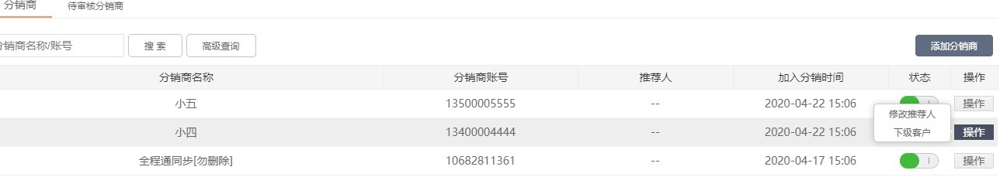 分销商 待审核分销商
分销商名称/账号 搜 索 高级查询 添加分销商
分销商名称 分销商账号 推荐人 加入分销时间 状态 操作
小五 13500005555 -- 2020-04-22 15:06 操作
修改推荐人
小四 13400004444 -- 2020-04-22 15:06 下级客户 操作
全程通同步[勿删除] 10682811361 -- 2020-04-17 15:06 操作